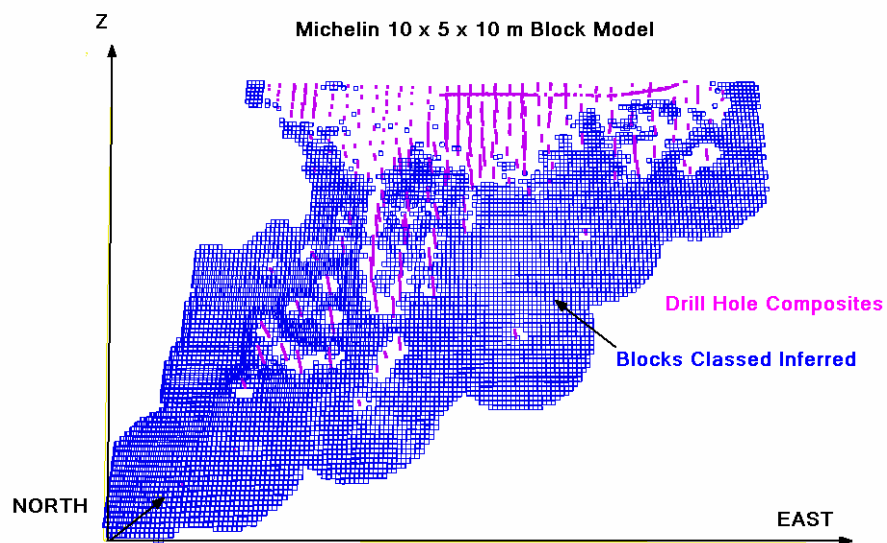 Z
Michelin 10 x 5 x 10 m Block Model
Drill Hole Composites
Blocks Classed Inferred
NORTH
EAST